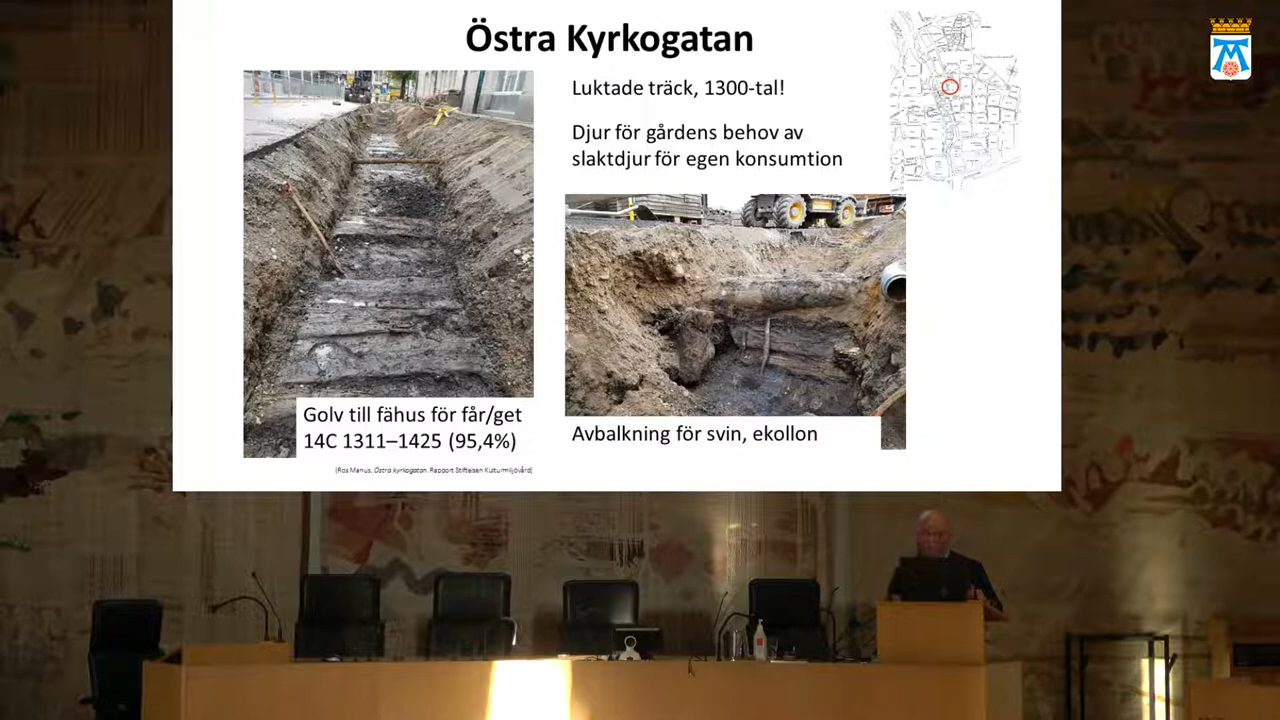 Östra Kyrkogatan
Luktade träck, 1300-tal!
Djur för gårdens behov av
slaktdjur för egen konsumtion
Golv till fähus för får/get
14C 1311–1425 (95,4%)
Avbalkning för svin, ekollon
(Ros Manus. Östra kyrkogatan. Rapport Stiftelsen Kulturmiljövård)